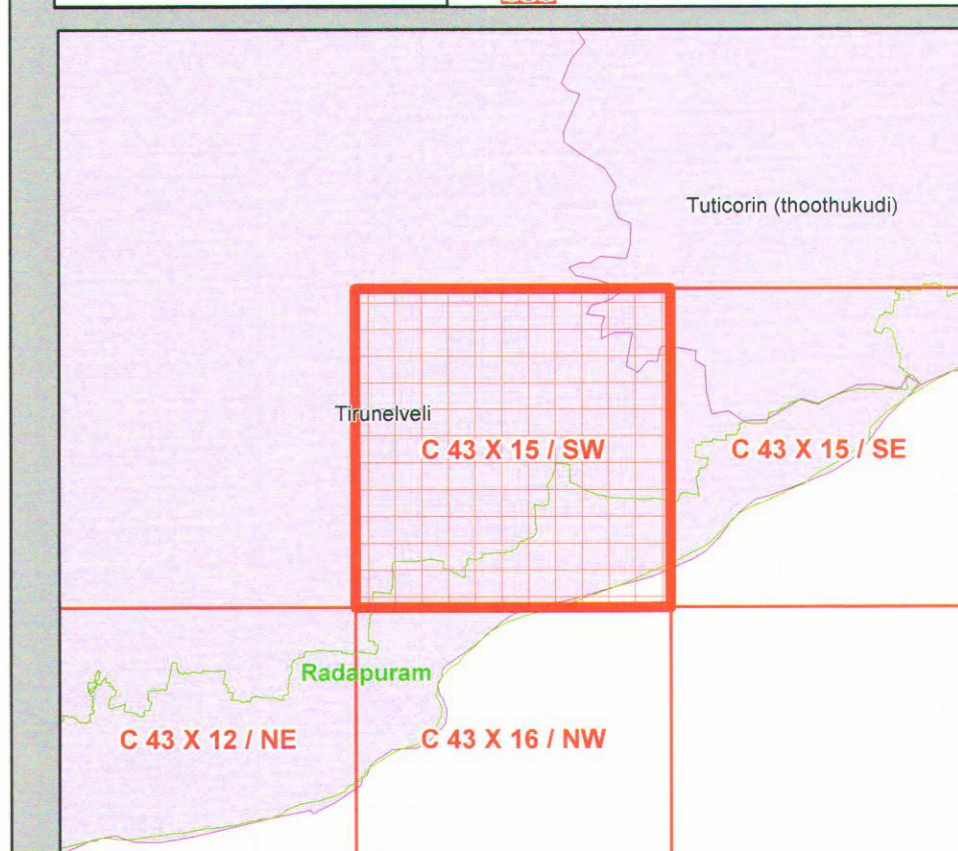 Tuticorin (thoothukudi)
Tirunelveli
C 43 X 15 / SW
C 43 X 15 / SE
Radapuram
C 43 X 12 / NE
C 43 X 16 / NW